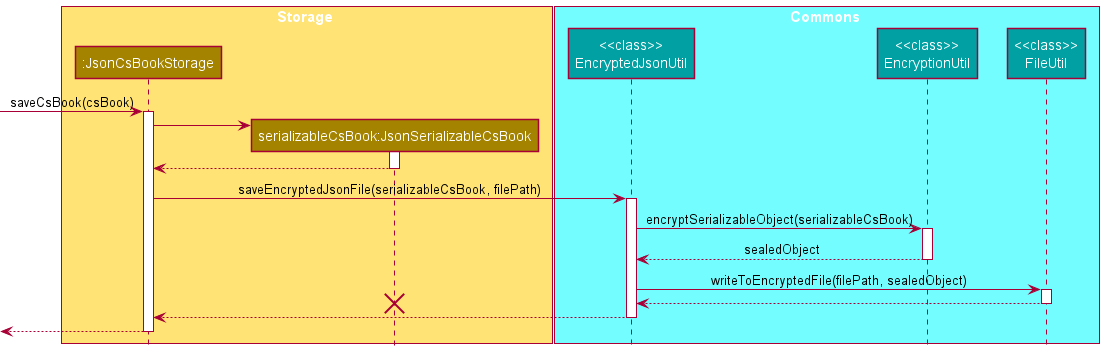 Storage
Commons
:JsonCsBookStorage
<<class>>
EncryptedJsonUtil
<<class>>
EncryptionUtil
<<class>>
FileUtil
saveCsBook(csBook)
serializableCsBook:JsonSerializableCsBook
saveEncryptedJsonFile(serializableCsBook, filePath)
encryptSerializableObject(serializableCsBook)
sealedObject
writeToEncryptedFile(filePath, sealedObject)